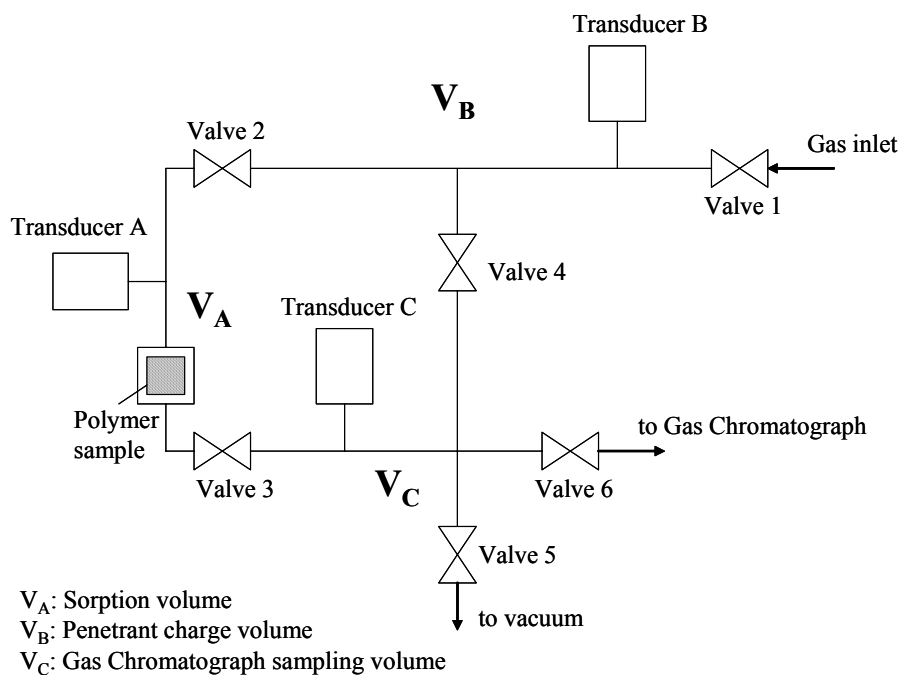 Transducer B
V_B
Valve 2
Gas inlet
Valve 1
Transducer A
Valve 4
V_A
Transducer C
Polymer
sample
to Gas Chromatograph
Valve 3
V_C
Valve 6
Valve 5
to vacuum
V_A: Sorption volume
V_B: Penetrant charge volume
V_C: Gas Chromatograph sampling volume